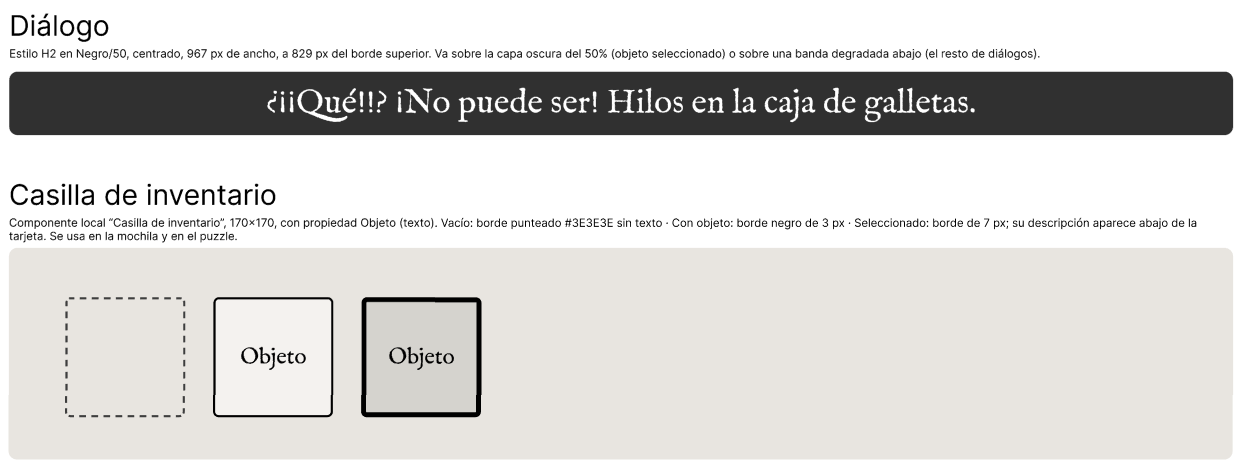 Diálogo
Estilo H2 en Negro/50, centrado, 967 px de ancho, a 829 px del borde superior. Va sobre la capa oscura del 50% (objeto seleccionado) o sobre una banda degradada abajo (el resto de diálogos).
¿¡¡Qué!!? ¡No puede ser! Hilos en la caja de galletas.
Casilla de inventario
Componente local “Casilla de inventario”, 170×170, con propiedad Objeto (texto). Vacío: borde punteado #3E3E3E sin texto · Con objeto: borde negro de 3 px · Seleccionado: borde de 7 px; su descripción aparece abajo de la
tarjeta. Se usa en la mochila y en el puzzle.
Objeto
Objeto